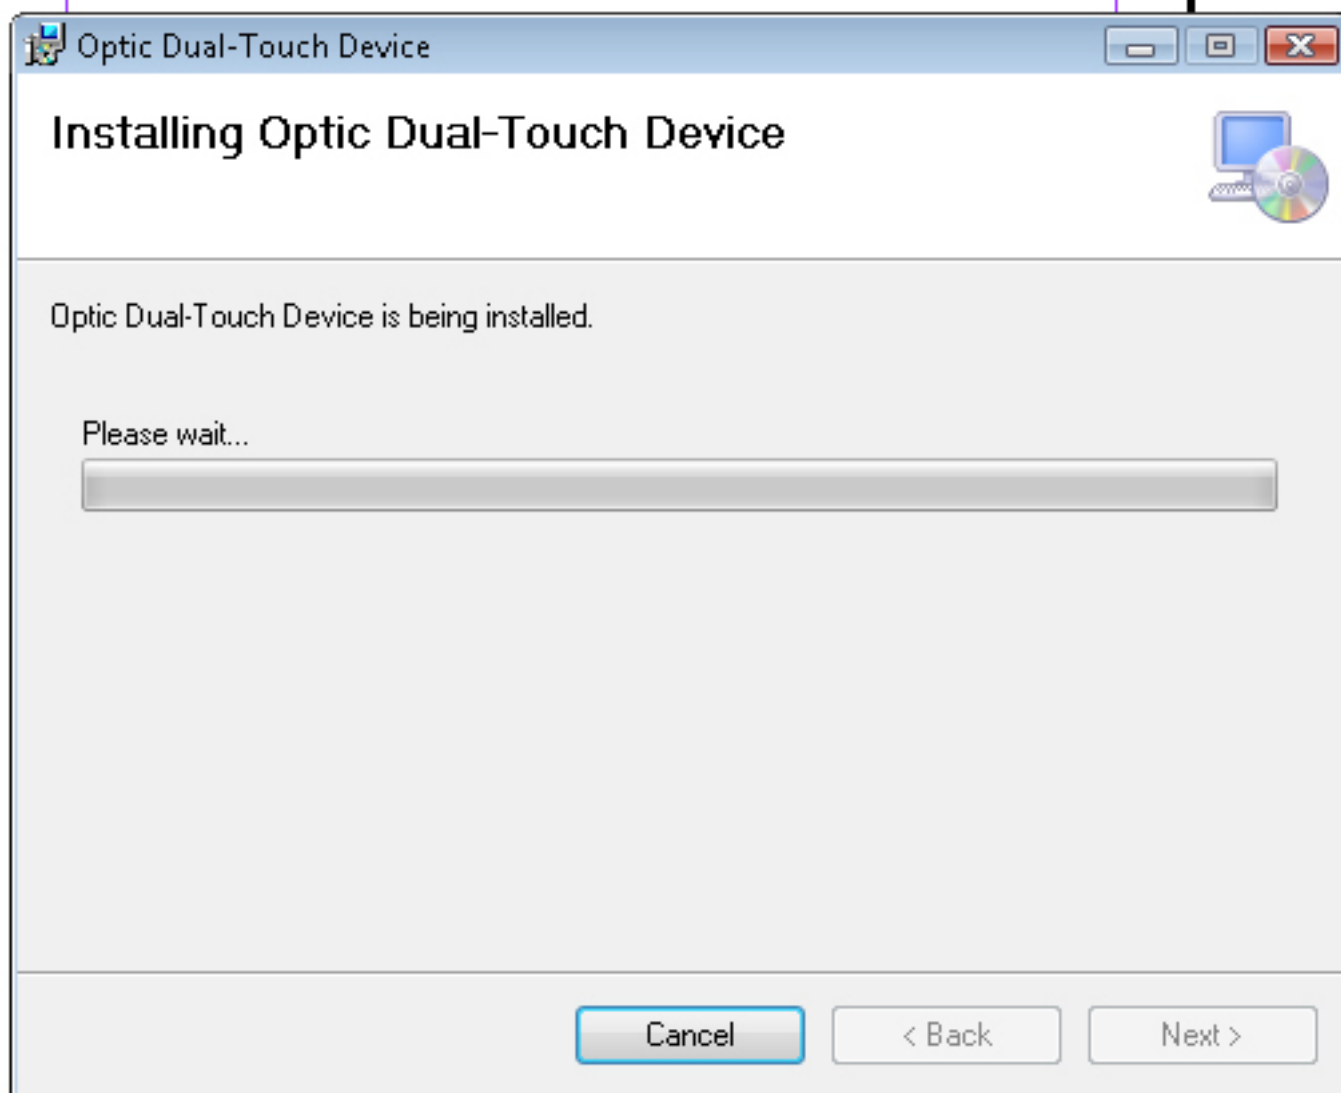 Optic Dual-Touch Device
Installing Optic Dual-Touch Device
Optic Dual-Touch Device is being installed.
Please wait...
Cancel
< Back
Next >